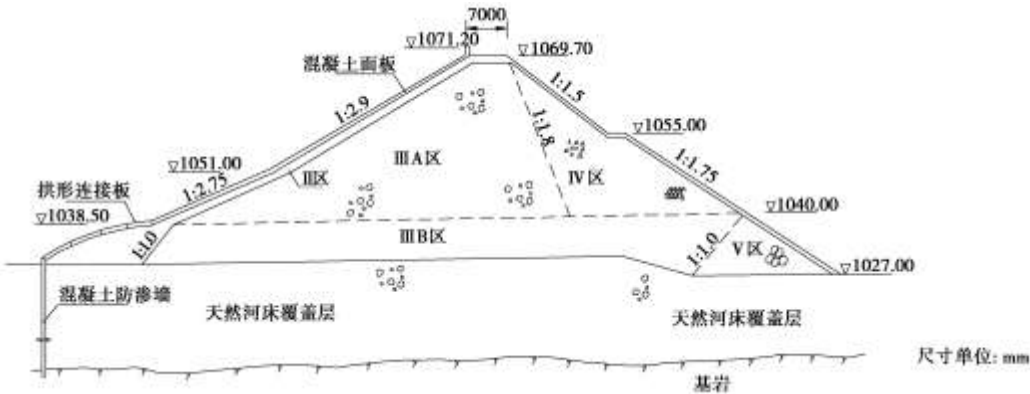 7000
▽1071.20
▽1069.70
混凝土面板
1:2.9
1:1.5
1:1.8
▽1055.00
▽1051.00
ⅢA区
1:1.75
1:2.75
Ⅲ区
Ⅳ区
拱形连接板
▽1038.50
▽1040.00
1:1.0
ⅢB区
1:1.0
Ⅴ区
▽1027.00
混凝土防渗墙
天然河床覆盖层
天然河床覆盖层
尺寸单位: mm
基岩